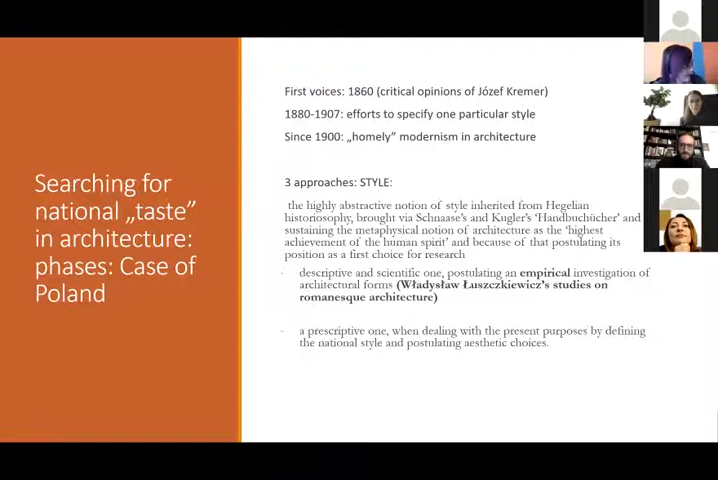 Searching for
national „taste”
in architecture:
phases: Case of
Poland
First voices: 1860 (critical opinions of Józef Kremer)
1880-1907: efforts to specify one particular style
Since 1900: „homely” modernism in architecture
3 approaches: STYLE:
the highly abstractive notion of style inherited from Hegelian
historiosophy, brought via Schnaase's and Kugler's 'Handbuchücher' and
sustaining the metaphysical notion of architecture as the 'highest
achievement of the human spirit' and because of that postulating its
position as a first choice for research
- descriptive and scientific one, postulating an empirical investigation of
architectural forms (Władysław Łuszczkiewicz's studies on
romanesque architecture)
- a prescriptive one, when dealing with the present purposes by defining
the national style and postulating aesthetic choices.